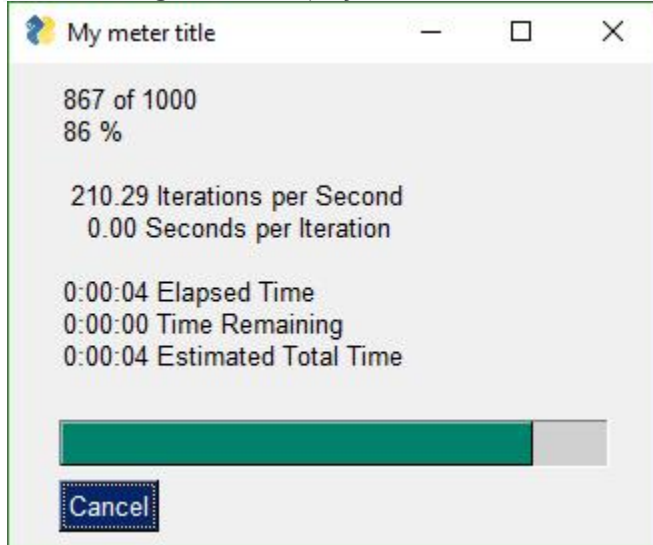 My meter title
867 of 1000
86 %
210.29 Iterations per Second
0.00 Seconds per Iteration
0:00:04 Elapsed Time
0:00:00 Time Remaining
0:00:04 Estimated Total Time
Cancel